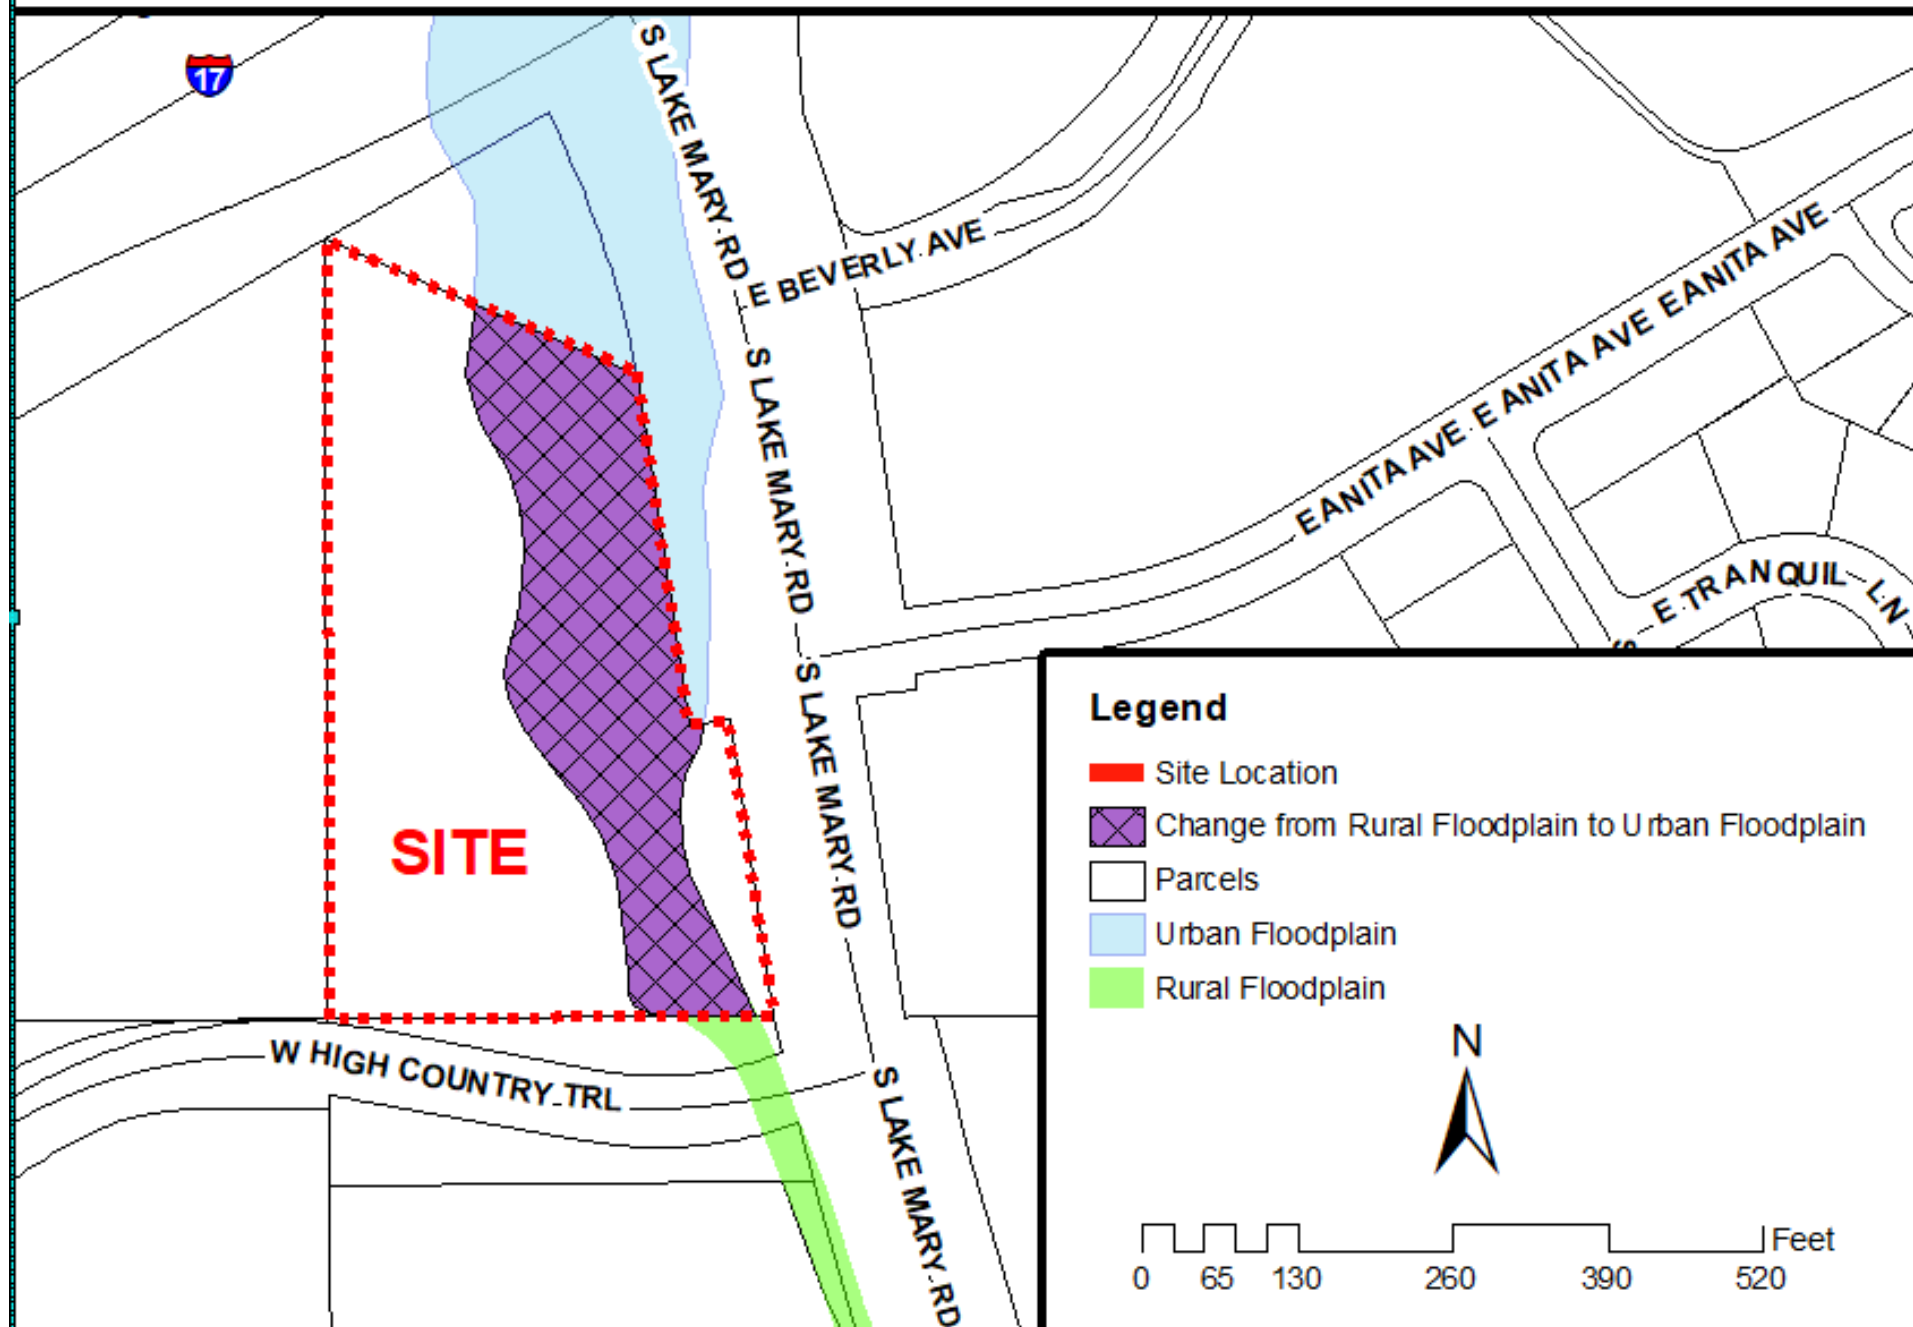 17
S LAKE MARY RD
E BEVERLY AVE
E ANITA AVE
E ANITA AVE
E ANITA AVE
S LAKE MARY RD
E TRANQUIL LN
S
S LAKE MARY RD
SITE
W HIGH COUNTRY TRL
S LAKE MARY RD
Legend
Site Location
Change from Rural Floodplain to Urban Floodplain
Parcels
Urban Floodplain
Rural Floodplain
N
Feet
0 65 130 260 390 520